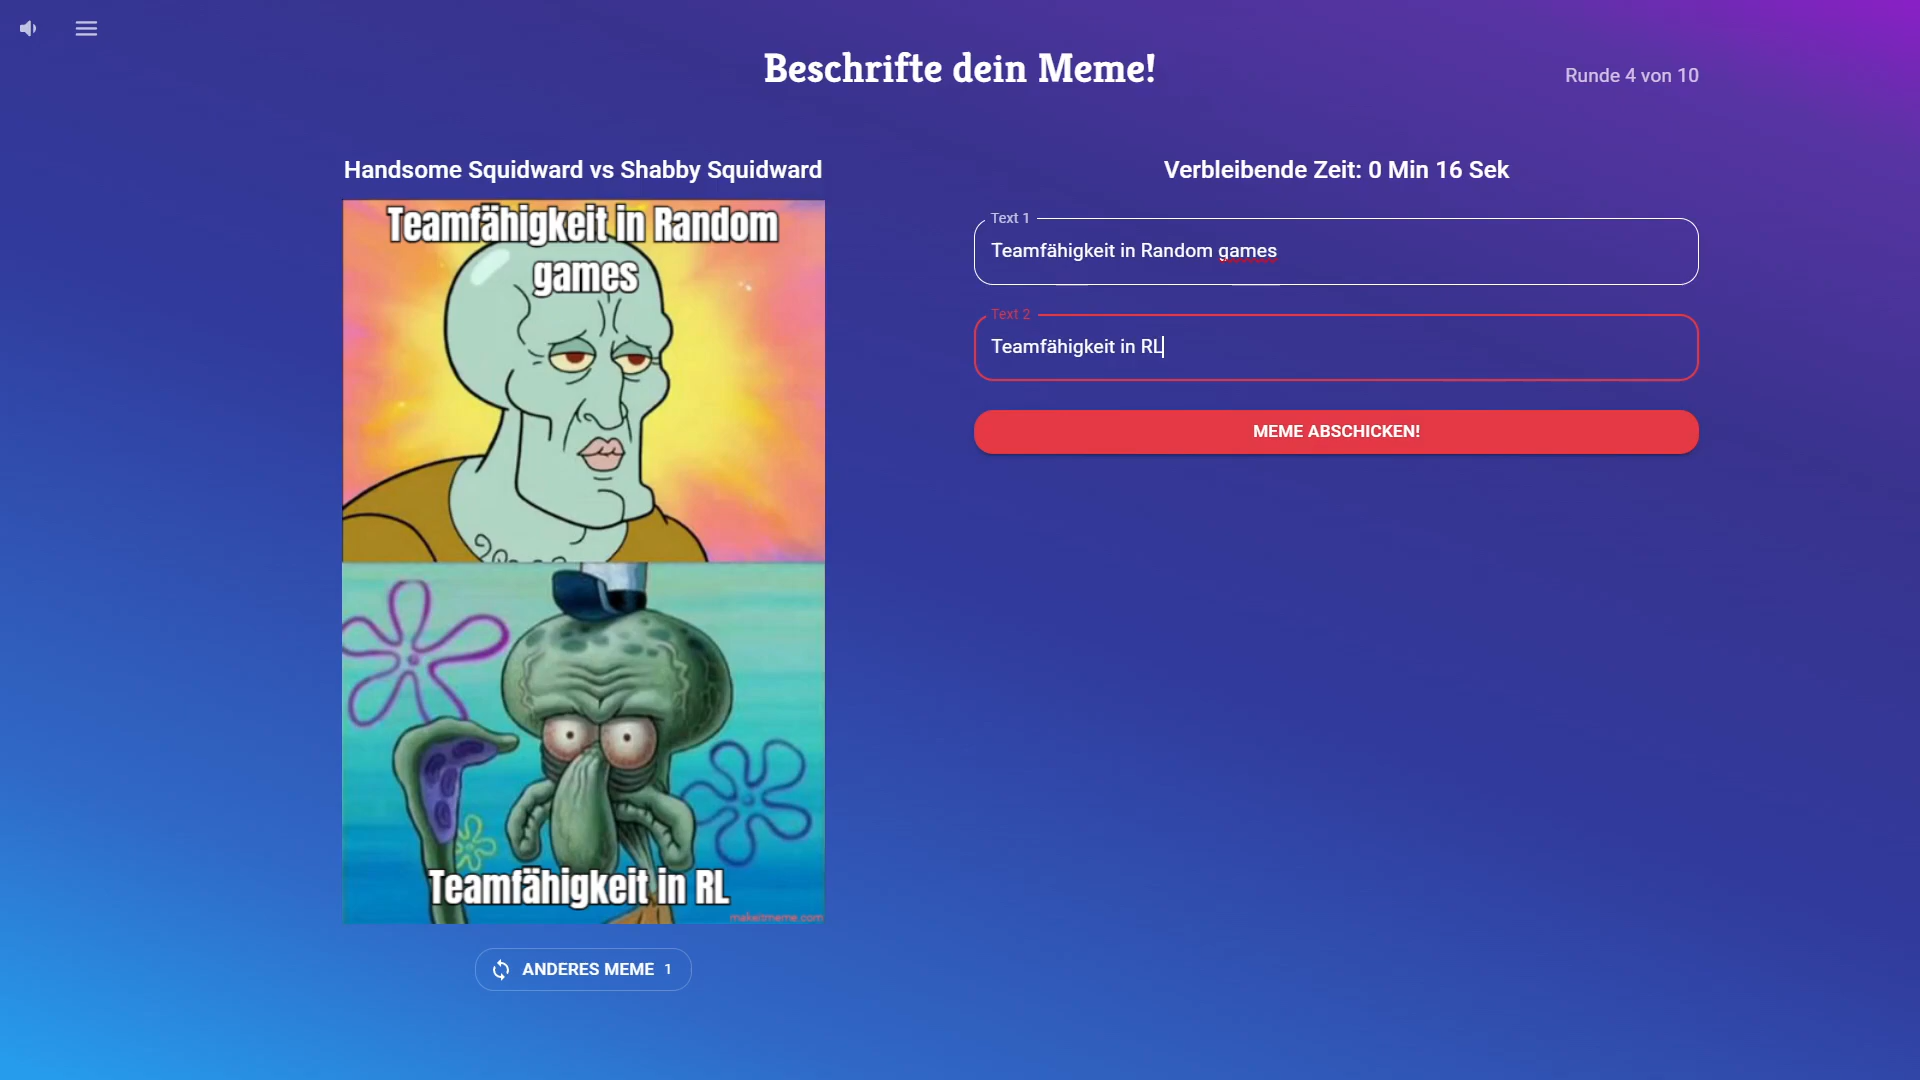 Beschrifte dein Meme!
Runde 4 von 10
Handsome Squidward vs Shabby Squidward
Teamfähigkeit in Random
games
Teamfähigkeit in RL
makeitmeme.com
ANDERES MEME 1
Verbleibende Zeit: 0 Min 16 Sek
Text 1
Teamfähigkeit in Random games
Text 2
Teamfähigkeit in RL
MEME ABSCHICKEN!